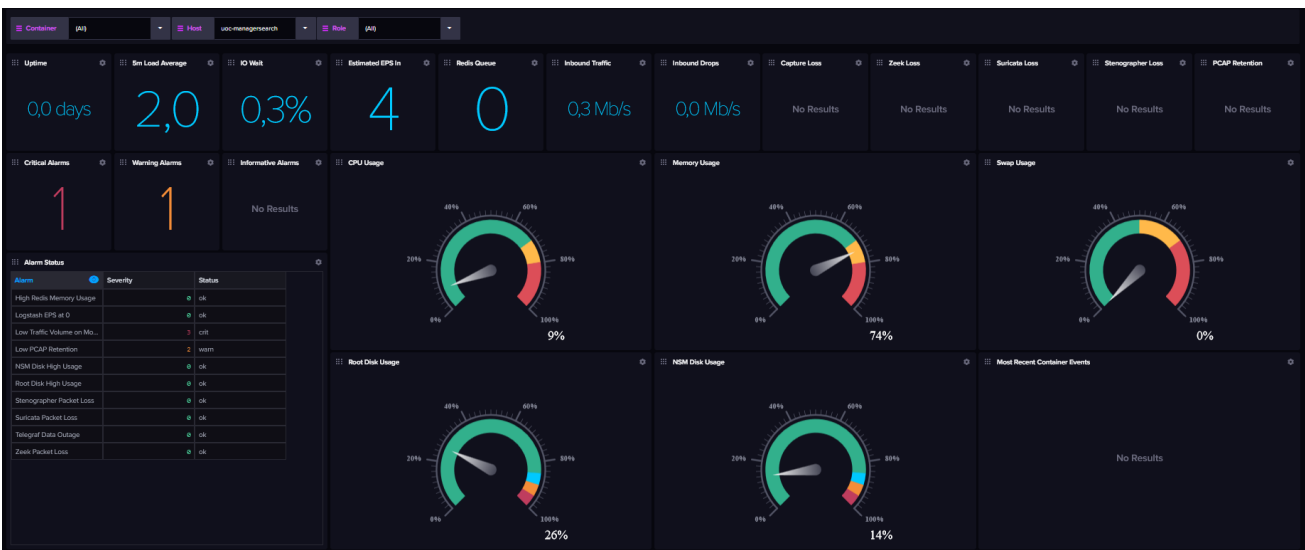 Container (All) Host uoc-managersearch Role (All)
Uptime 5m Load Average IO Wait Estimated EPS In Redis Queue Inbound Traffic Inbound Drops Capture Loss Zeek Loss Suricata Loss Stenographer Loss PCAP Retention
0,0 days 2,0 0,3% 4 0 0,3 Mb/s 0,0 Mb/s No Results No Results No Results No Results No Results
Critical Alarms Warning Alarms Informative Alarms CPU Usage Memory Usage Swap Usage
1 1 No Results
40% 60% 40% 60% 40% 60%
20% 80% 20% 80% 20% 80%
0% 100% 0% 100% 0% 100%
9% 74% 0%
Alarm Status
Alarm Severity Status
High Redis Memory Usage 0 ok
Logstash EPS at 0 0 ok
Low Traffic Volume on Mo... 3 crit
Low PCAP Retention 2 warn
NSM Disk High Usage 0 ok
Root Disk High Usage 0 ok
Stenographer Packet Loss 0 ok
Suricata Packet Loss 0 ok
Telegraf Data Outage 0 ok
Zeek Packet Loss 0 ok
Root Disk Usage NSM Disk Usage Most Recent Container Events
40% 60% 40% 60%
20% 80% 20% 80%
No Results
0% 100% 0% 100%
26% 14%